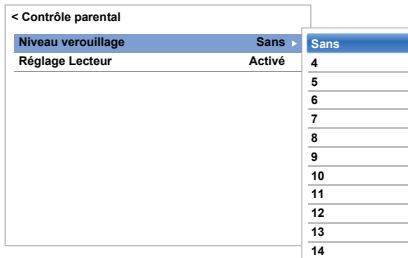 < Contrôle parental
Niveau verouillage Sans
Réglage Lecteur Activé
Sans
4
5
6
7
8
9
10
11
12
13
14